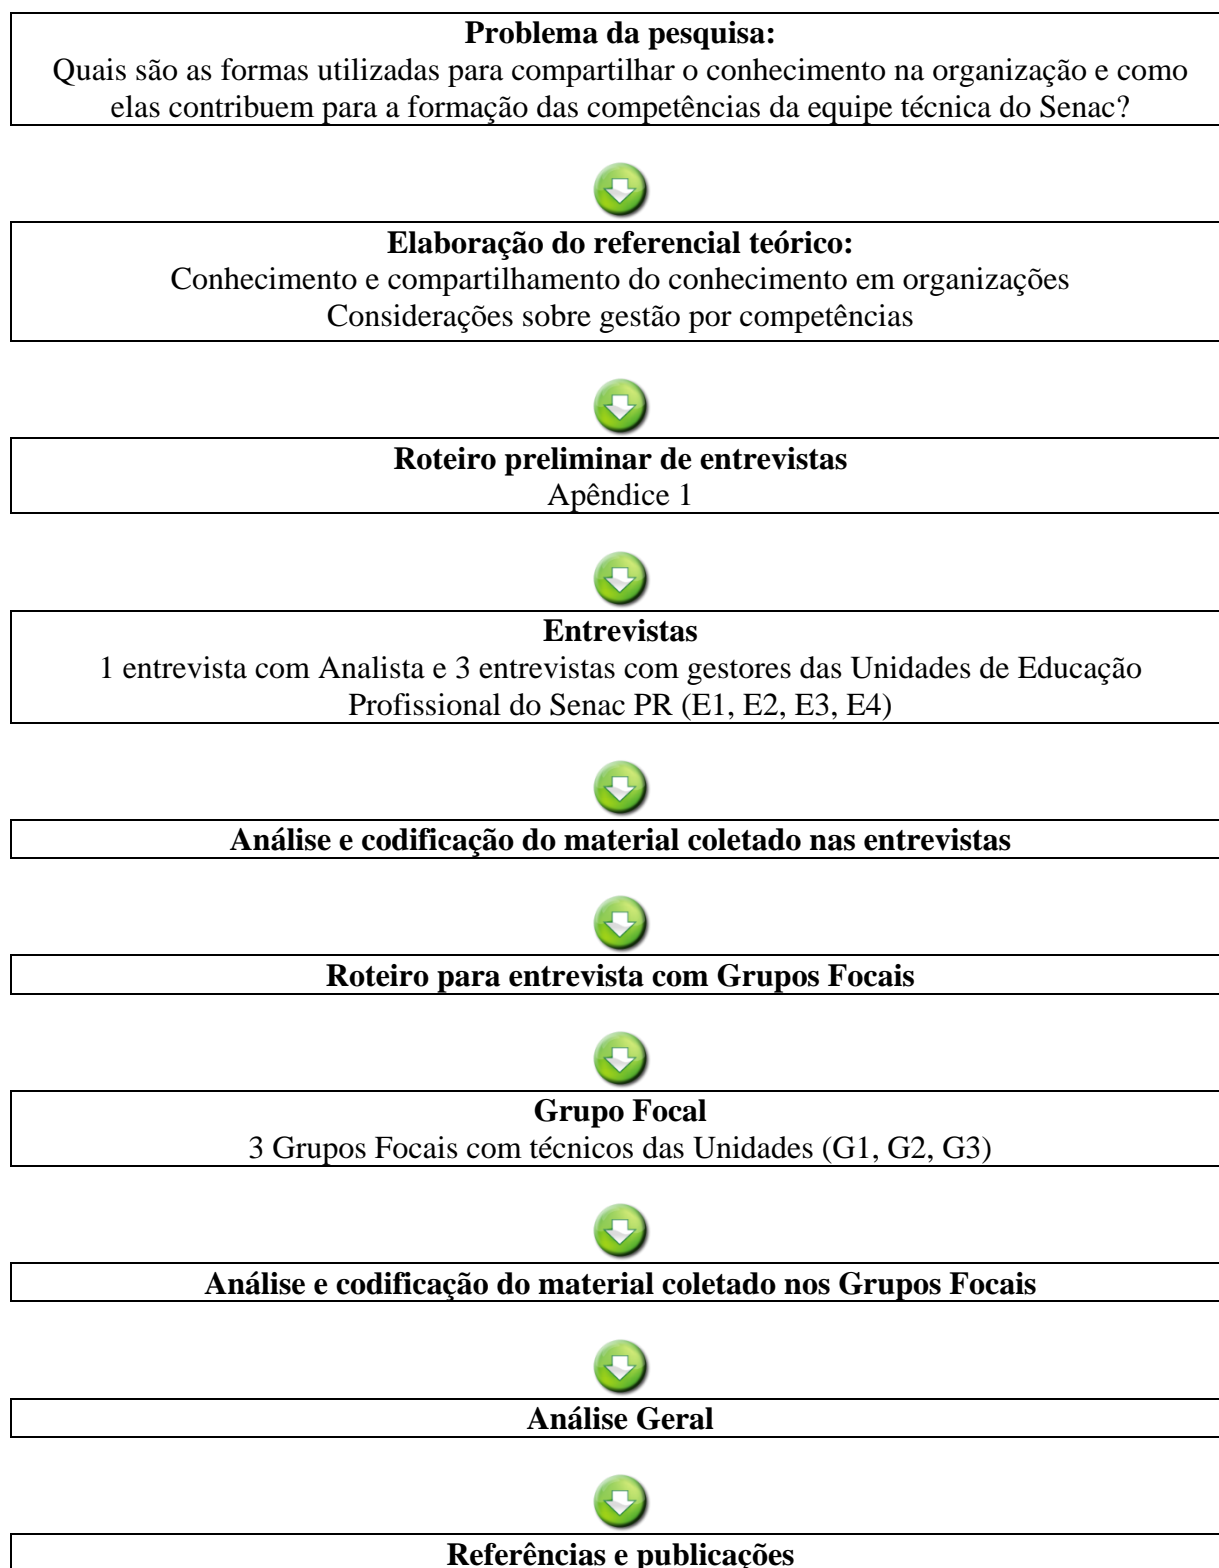 Problema da pesquisa:
Quais são as formas utilizadas para compartilhar o conhecimento na organização e como
elas contribuem para a formação das competências da equipe técnica do Senac?
Elaboração do referencial teórico:
Conhecimento e compartilhamento do conhecimento em organizações
Considerações sobre gestão por competências
Roteiro preliminar de entrevistas
Apêndice 1
Entrevistas
1 entrevista com Analista e 3 entrevistas com gestores das Unidades de Educação
Profissional do Senac PR (E1, E2, E3, E4)
Análise e codificação do material coletado nas entrevistas
Roteiro para entrevista com Grupos Focais
Grupo Focal
3 Grupos Focais com técnicos das Unidades (G1, G2, G3)
Análise e codificação do material coletado nos Grupos Focais
Análise Geral
Referências e publicações